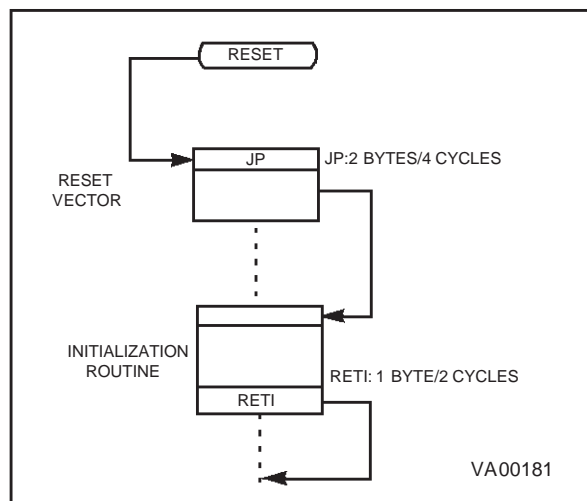 RESET
JP
JP:2 BYTES/4 CYCLES
RESET
VECTOR
INITIALIZATION
ROUTINE
RETI: 1 BYTE/2 CYCLES
RETI
VA00181